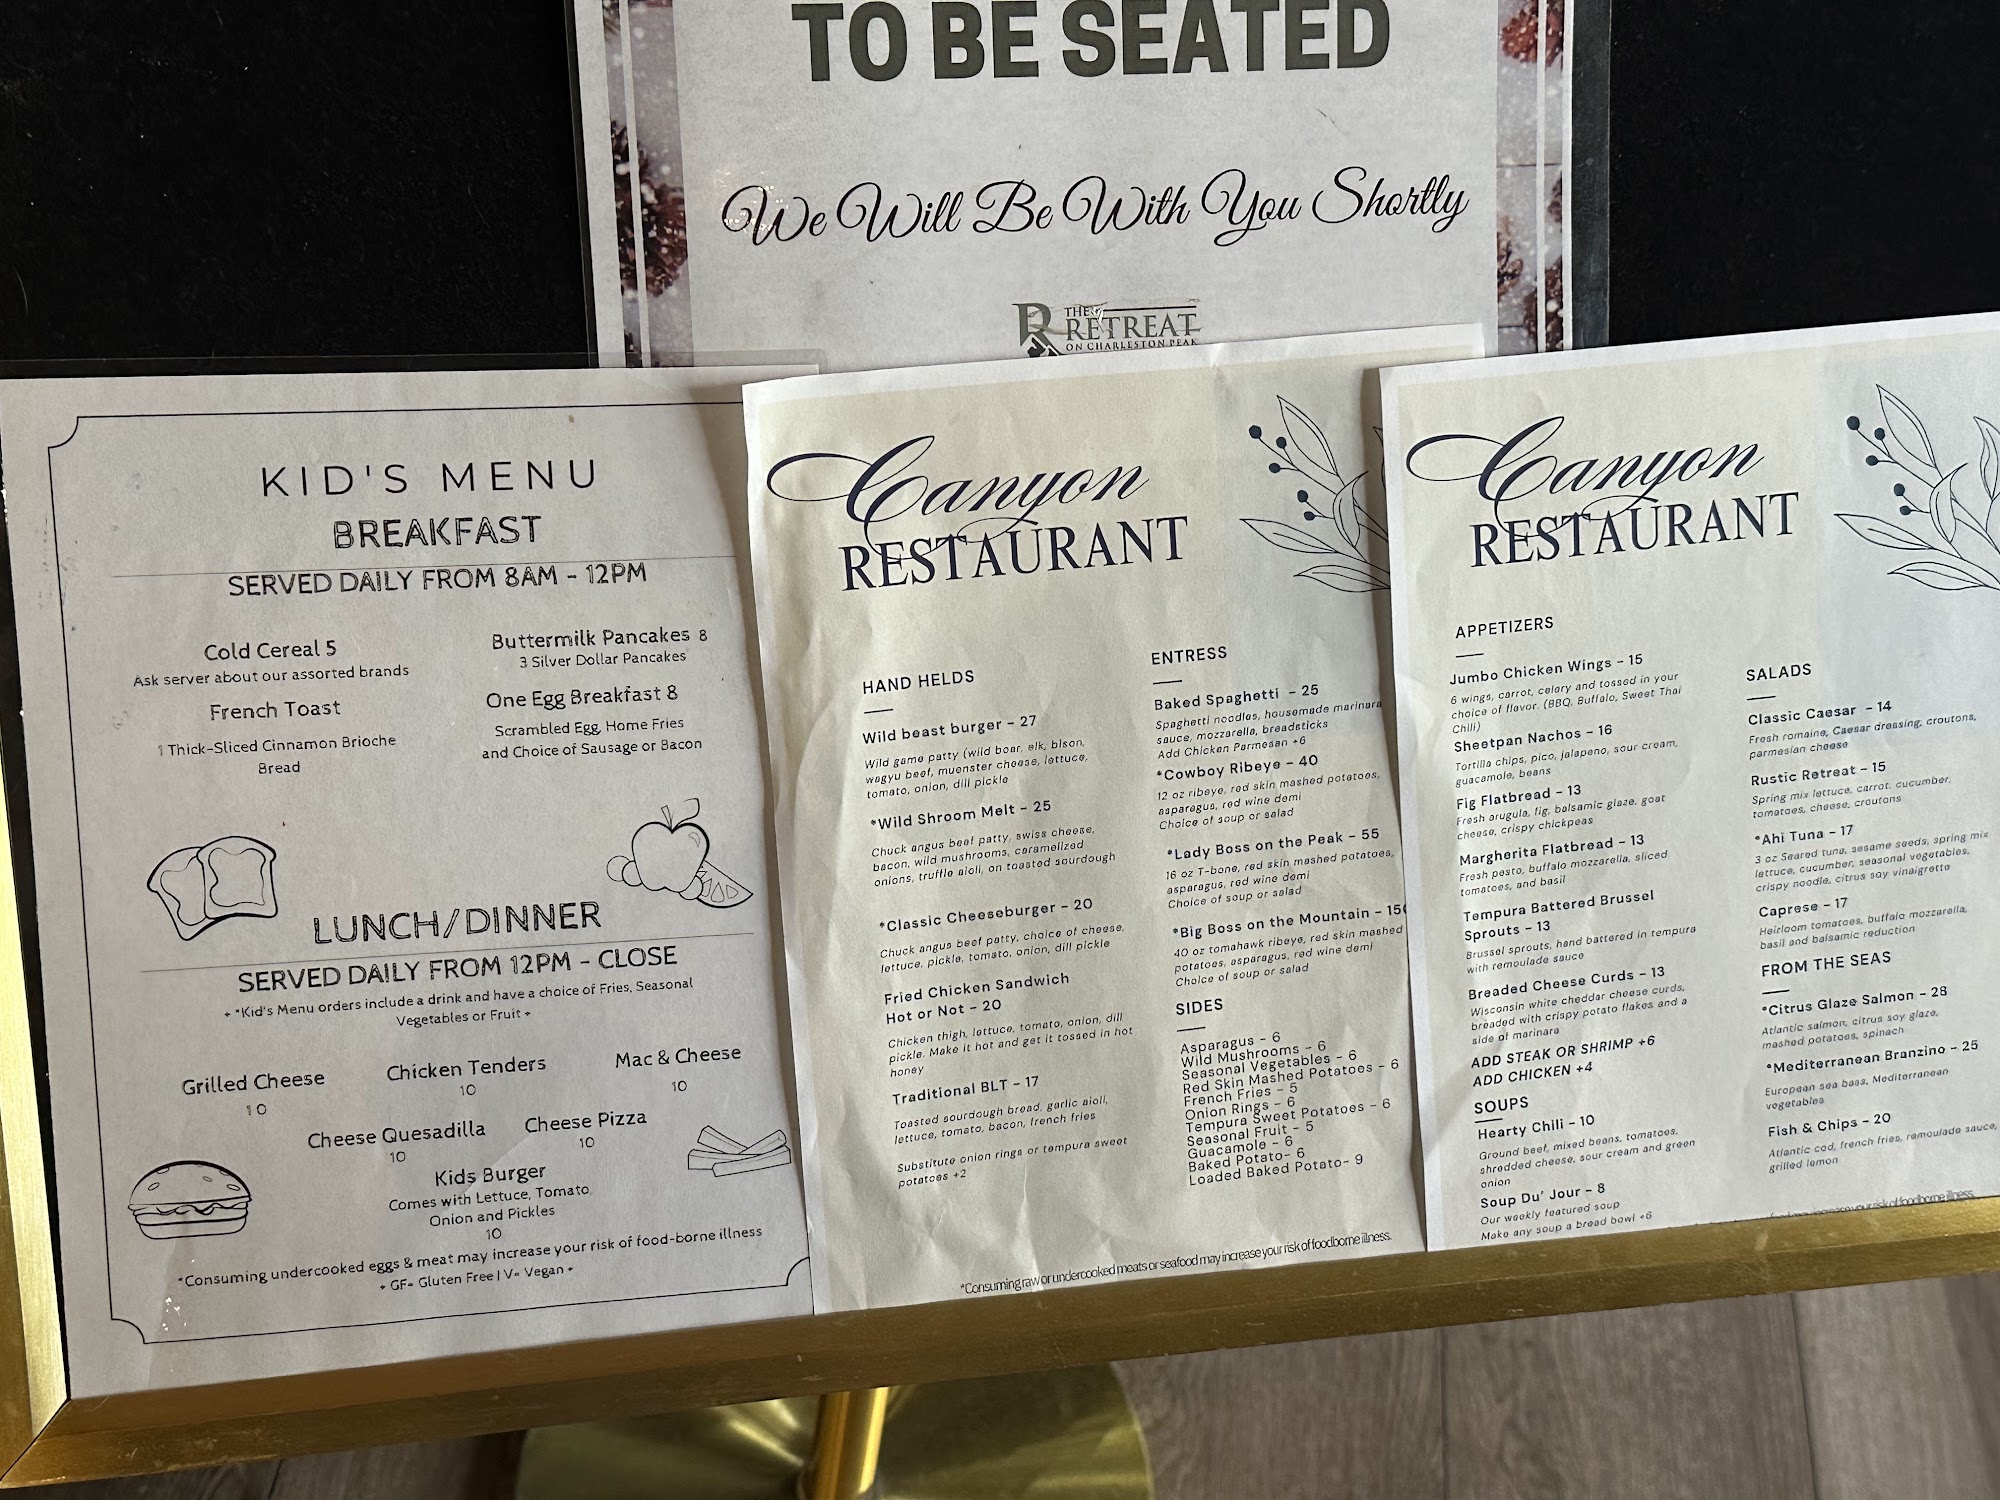 TO BE SEATED
We Will Be With You Shortly
THE
RETREAT
ON CHARLESTON PEAK
KID'S MENU
BREAKFAST
SERVED DAILY FROM 8AM - 12PM
Cold Cereal 5
Ask server about our assorted brands
French Toast
1 Thick-Sliced Cinnamon Brioche
Bread
Buttermilk Pancakes 8
3 Silver Dollar Pancakes
One Egg Breakfast 8
Scrambled Egg, Home Fries
and Choice of Sausage or Bacon
LUNCH/DINNER
SERVED DAILY FROM 12PM - CLOSE
+ *Kid's Menu orders include a drink and have a choice of Fries, Seasonal
Vegetables or Fruit +
Grilled Cheese
10
Chicken Tenders
10
Mac & Cheese
10
Cheese Quesadilla
10
Cheese Pizza
10
Kids Burger
Comes with Lettuce, Tomato
Onion and Pickles
10
*Consuming undercooked eggs & meat may increase your risk of food-borne illness
+ GF= Gluten Free | V= Vegan +
Canyon
RESTAURANT
HAND HELDS
Wild beast burger - 27
Wild game patty (wild boar, elk, bison,
wagyu beef, muenster cheese, lettuce,
tomato, onion, dill pickle
*Wild Shroom Melt - 25
Chuck angus beef patty, swiss cheese,
bacon, wild mushrooms, caramelized
onions, truffle aioli, on toasted sourdough
*Classic Cheeseburger - 20
Chuck angus beef patty, choice of cheese,
lettuce, pickle, tomato, onion, dill pickle
Fried Chicken Sandwich
Hot or Not - 20
Chicken thigh, lettuce, tomato, onion, dill
pickle. Make it hot and get it tossed in hot
honey
Traditional BLT - 17
Toasted sourdough bread, garlic aioli,
lettuce, tomato, bacon, french fries
Substitute onion rings or tempura sweet
potatoes +2
ENTRESS
Baked Spaghetti - 25
Spaghetti noodles, housemade marinara
sauce, mozzarella, breadsticks
Add Chicken Parmesan +6
*Cowboy Ribeye - 40
12 oz ribeye, red skin mashed potatoes,
asparagus, red wine demi
Choice of soup or salad
*Lady Boss on the Peak - 55
16 oz T-bone, red skin mashed potatoes,
asparagus, red wine demi
Choice of soup or salad
*Big Boss on the Mountain - 150
40 oz tomahawk ribeye, red skin mashed
potatoes, asparagus, red wine demi
Choice of soup or salad
SIDES
Asparagus - 6
Wild Mushrooms - 6
Seasonal Vegetables - 6
Red Skin Mashed Potatoes - 6
French Fries - 5
Onion Rings - 6
Tempura Sweet Potatoes - 6
Seasonal Fruit - 5
Guacamole - 6
Baked Potato- 6
Loaded Baked Potato- 9
*Consuming raw or undercooked meats or seafood may increase your risk of foodborne illness.
Canyon
RESTAURANT
APPETIZERS
Jumbo Chicken Wings - 15
6 wings, carrot, celery and tossed in your
choice of flavor. (BBQ, Buffalo, Sweet Thai
Chili)
Sheetpan Nachos - 16
Tortilla chips, pico, jalapeno, sour cream,
guacamole, beans
Fig Flatbread - 13
Fresh arugula, fig, balsamic glaze, goat
cheese, crispy chickpeas
Margherita Flatbread - 13
Fresh pesto, buffalo mozzarella, sliced
tomatoes, and basil
Tempura Battered Brussel
Sprouts - 13
Brussel sprouts, hand battered in tempura
with remoulade sauce
Breaded Cheese Curds - 13
Wisconsin white cheddar cheese curds,
breaded with crispy potato flakes and a
side of marinara
ADD STEAK OR SHRIMP +6
ADD CHICKEN +4
SOUPS
Hearty Chili - 10
Ground beef, mixed beans, tomatoes,
shredded cheese, sour cream and green
onion
Soup Du' Jour - 8
Our weekly featured soup
Make any soup a bread bowl +6
SALADS
Classic Caesar - 14
Fresh romaine, Caesar dressing, croutons,
parmesian cheese
Rustic Retreat - 15
Spring mix lettuce, carrot, cucumber,
tomatoes, cheese, croutons
*Ahi Tuna - 17
3 oz Seared tuna, sesame seeds, spring mix
lettuce, cucumber, seasonal vegetables,
crispy noodle, citrus soy vinaigrette
Caprese - 17
Heirloom tomatoes, buffalo mozzarella,
basil and balsamic reduction
FROM THE SEAS
*Citrus Glaze Salmon - 28
Atlantic salmon, citrus soy glaze,
mashed potatoes, spinach
*Mediterranean Branzino - 25
European sea bass, Mediterranean
vegetables
Fish & Chips - 20
Atlantic cod, french fries, remoulade sauce,
grilled lemon
may increase your risk of foodborne illness.